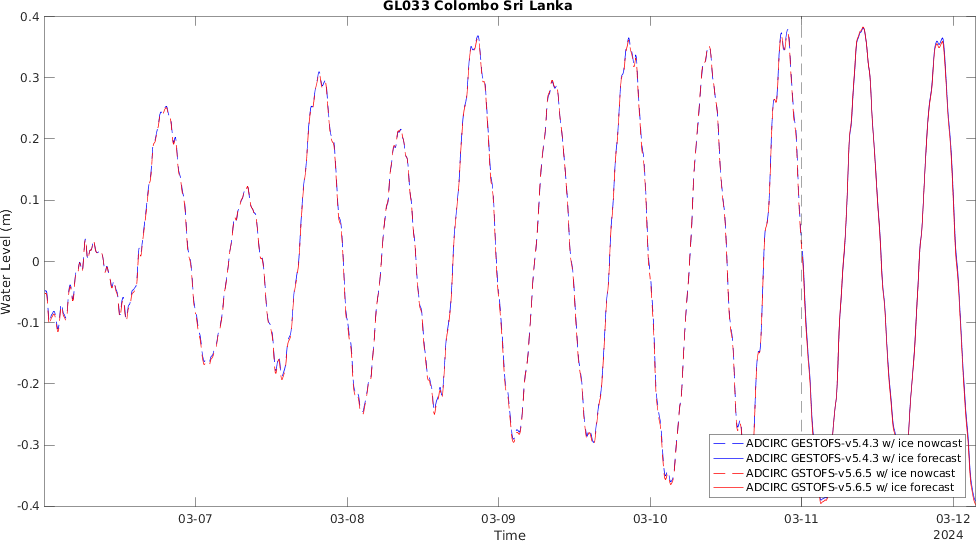 GL033 Colombo Sri Lanka
0.4
0.3
0.2
0.1
0
-0.1
-0.2
-0.3
-0.4
Water Level (m)
03-07
03-08
03-09
03-10
03-11
03-12
2024
Time
ADCIRC GESTOFS-v5.4.3 w/ ice nowcast
ADCIRC GESTOFS-v5.4.3 w/ ice forecast
ADCIRC GSTOFS-v5.6.5 w/ ice nowcast
ADCIRC GSTOFS-v5.6.5 w/ ice forecast